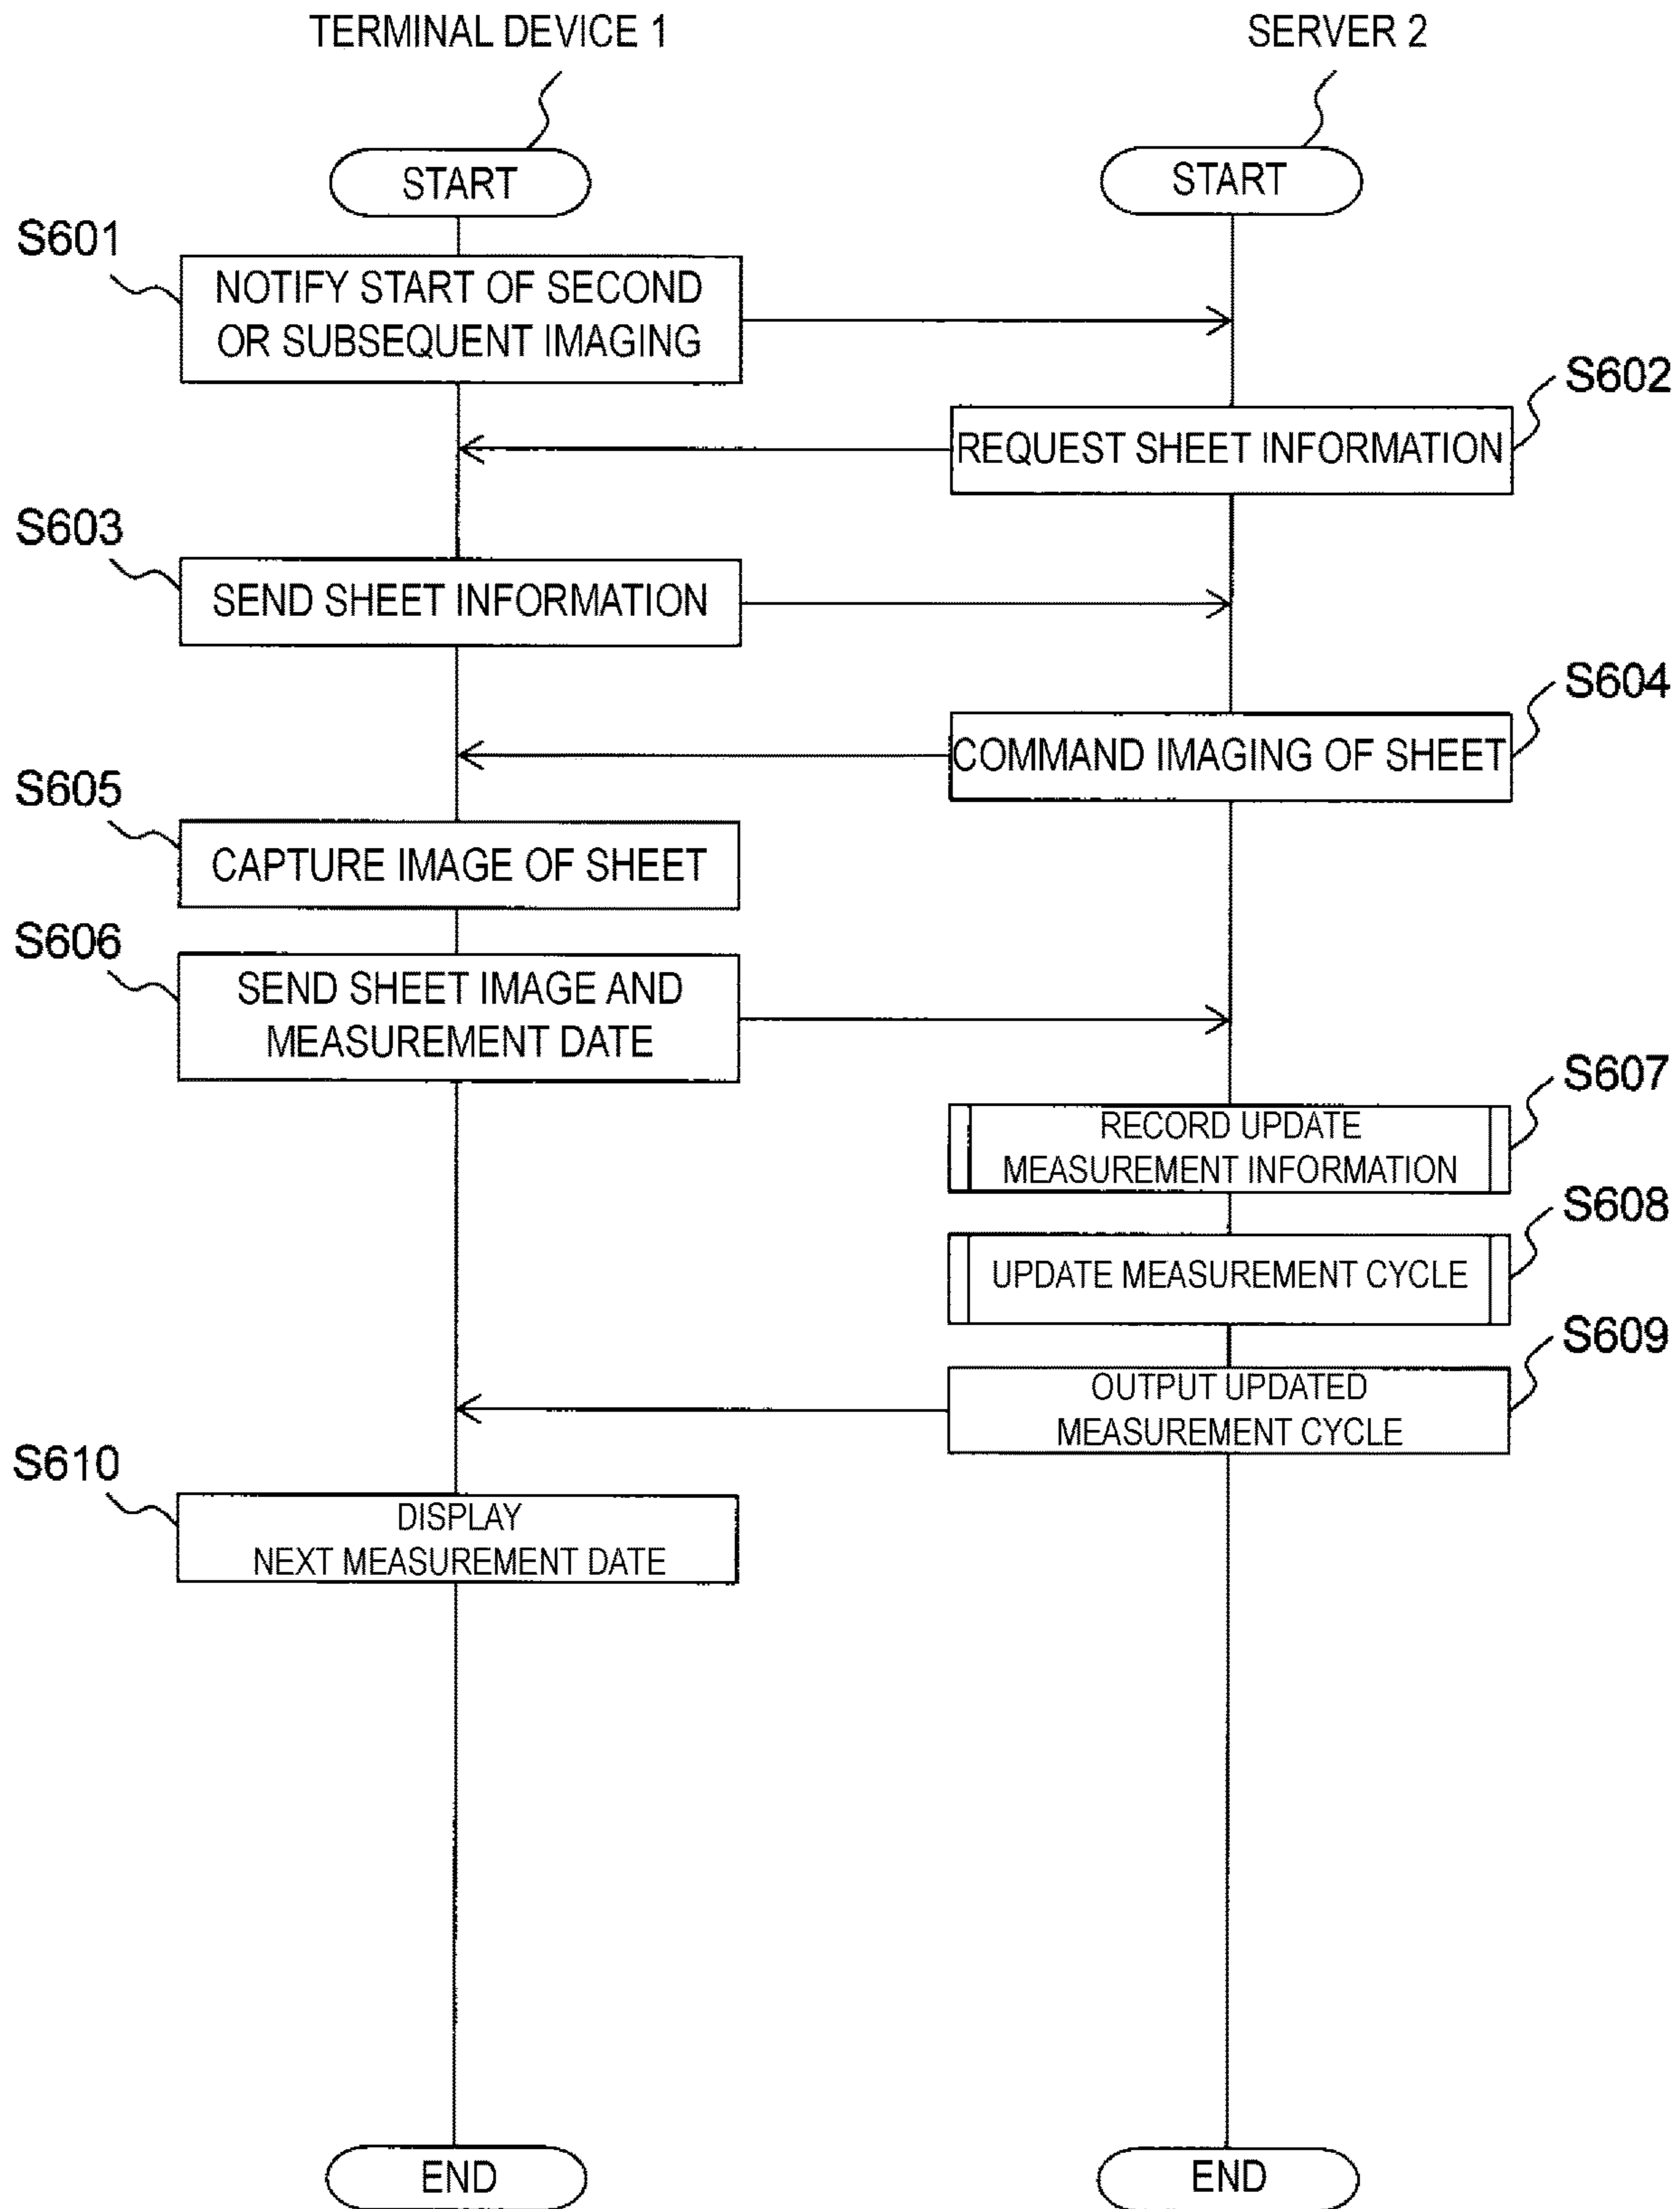 TERMINAL DEVICE 1
SERVER 2
START
START
S601
NOTIFY START OF SECOND
OR SUBSEQUENT IMAGING
S602
REQUEST SHEET INFORMATION
S603
SEND SHEET INFORMATION
S604
COMMAND IMAGING OF SHEET
S605
CAPTURE IMAGE OF SHEET
S606
SEND SHEET IMAGE AND
MEASUREMENT DATE
S607
RECORD UPDATE
MEASUREMENT INFORMATION
S608
UPDATE MEASUREMENT CYCLE
S609
OUTPUT UPDATED
MEASUREMENT CYCLE
S610
DISPLAY
NEXT MEASUREMENT DATE
END
END